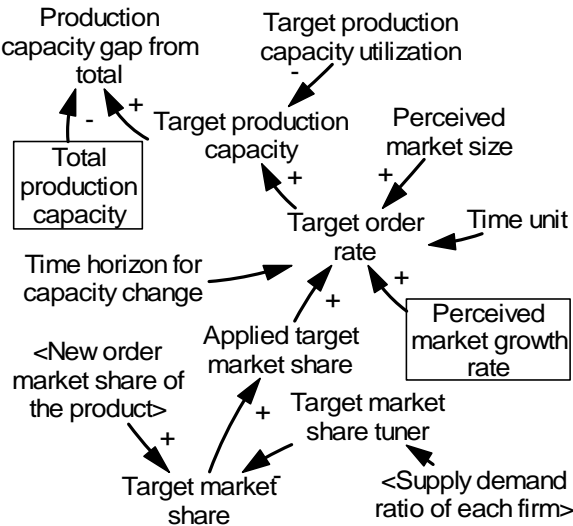 Production
capacity gap from
total
Target production
capacity utilization
-
+
-
Target production
capacity
Perceived
market size
Total
production
capacity
+
+
Target order
rate
Time unit
Time horizon for
capacity change
+
+
Perceived
market growth
rate
Applied target
market share
<New order
market share of
the product>
+
Target market
share tuner
+
-
Target market
share
<Supply demand
ratio of each firm>